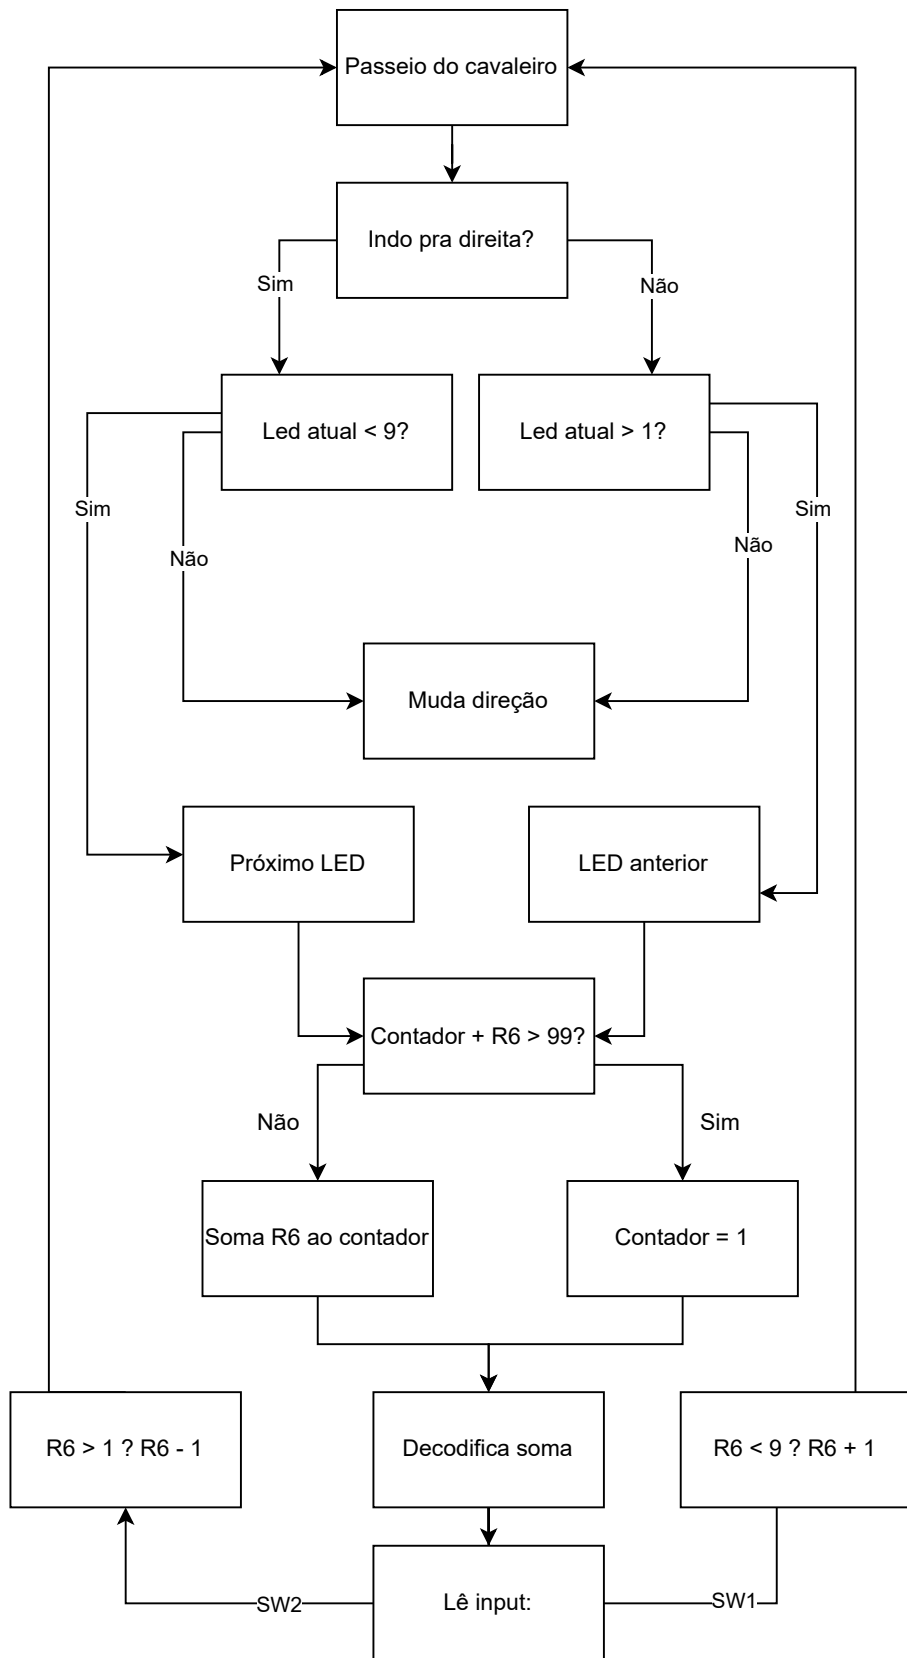 Passeio do cavaleiro
Indo pra direita?
Sim
Não
Led atual < 9?
Led atual > 1?
Sim
Não
Não
Sim
Muda direção
Próximo LED
LED anterior
Contador + R6 > 99?
Não
Sim
Soma R6 ao contador
Contador = 1
R6 > 1 ? R6 - 1
Decodifica soma
R6 < 9 ? R6 + 1
SW2
Lê input:
SW1